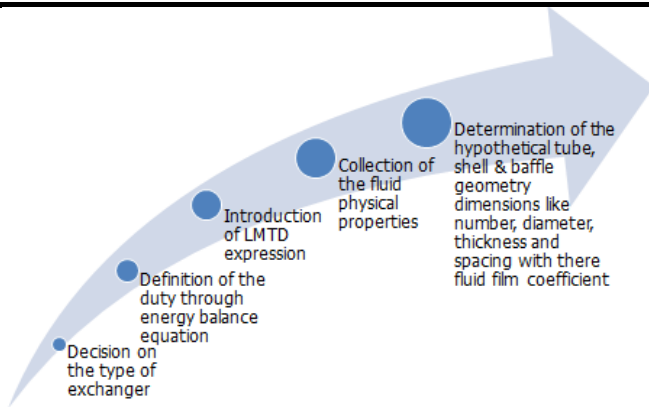 Decision on
the type of
exchanger
Definition of the
duty through
energy balance
equation
Introduction
of LMTD
expression
Collection of
the fluid
physical
properties
Determination of the
hypothetical tube,
shell & baffle
geometry
dimensions like
number, diameter,
thickness and
spacing with there
fluid film coefficient